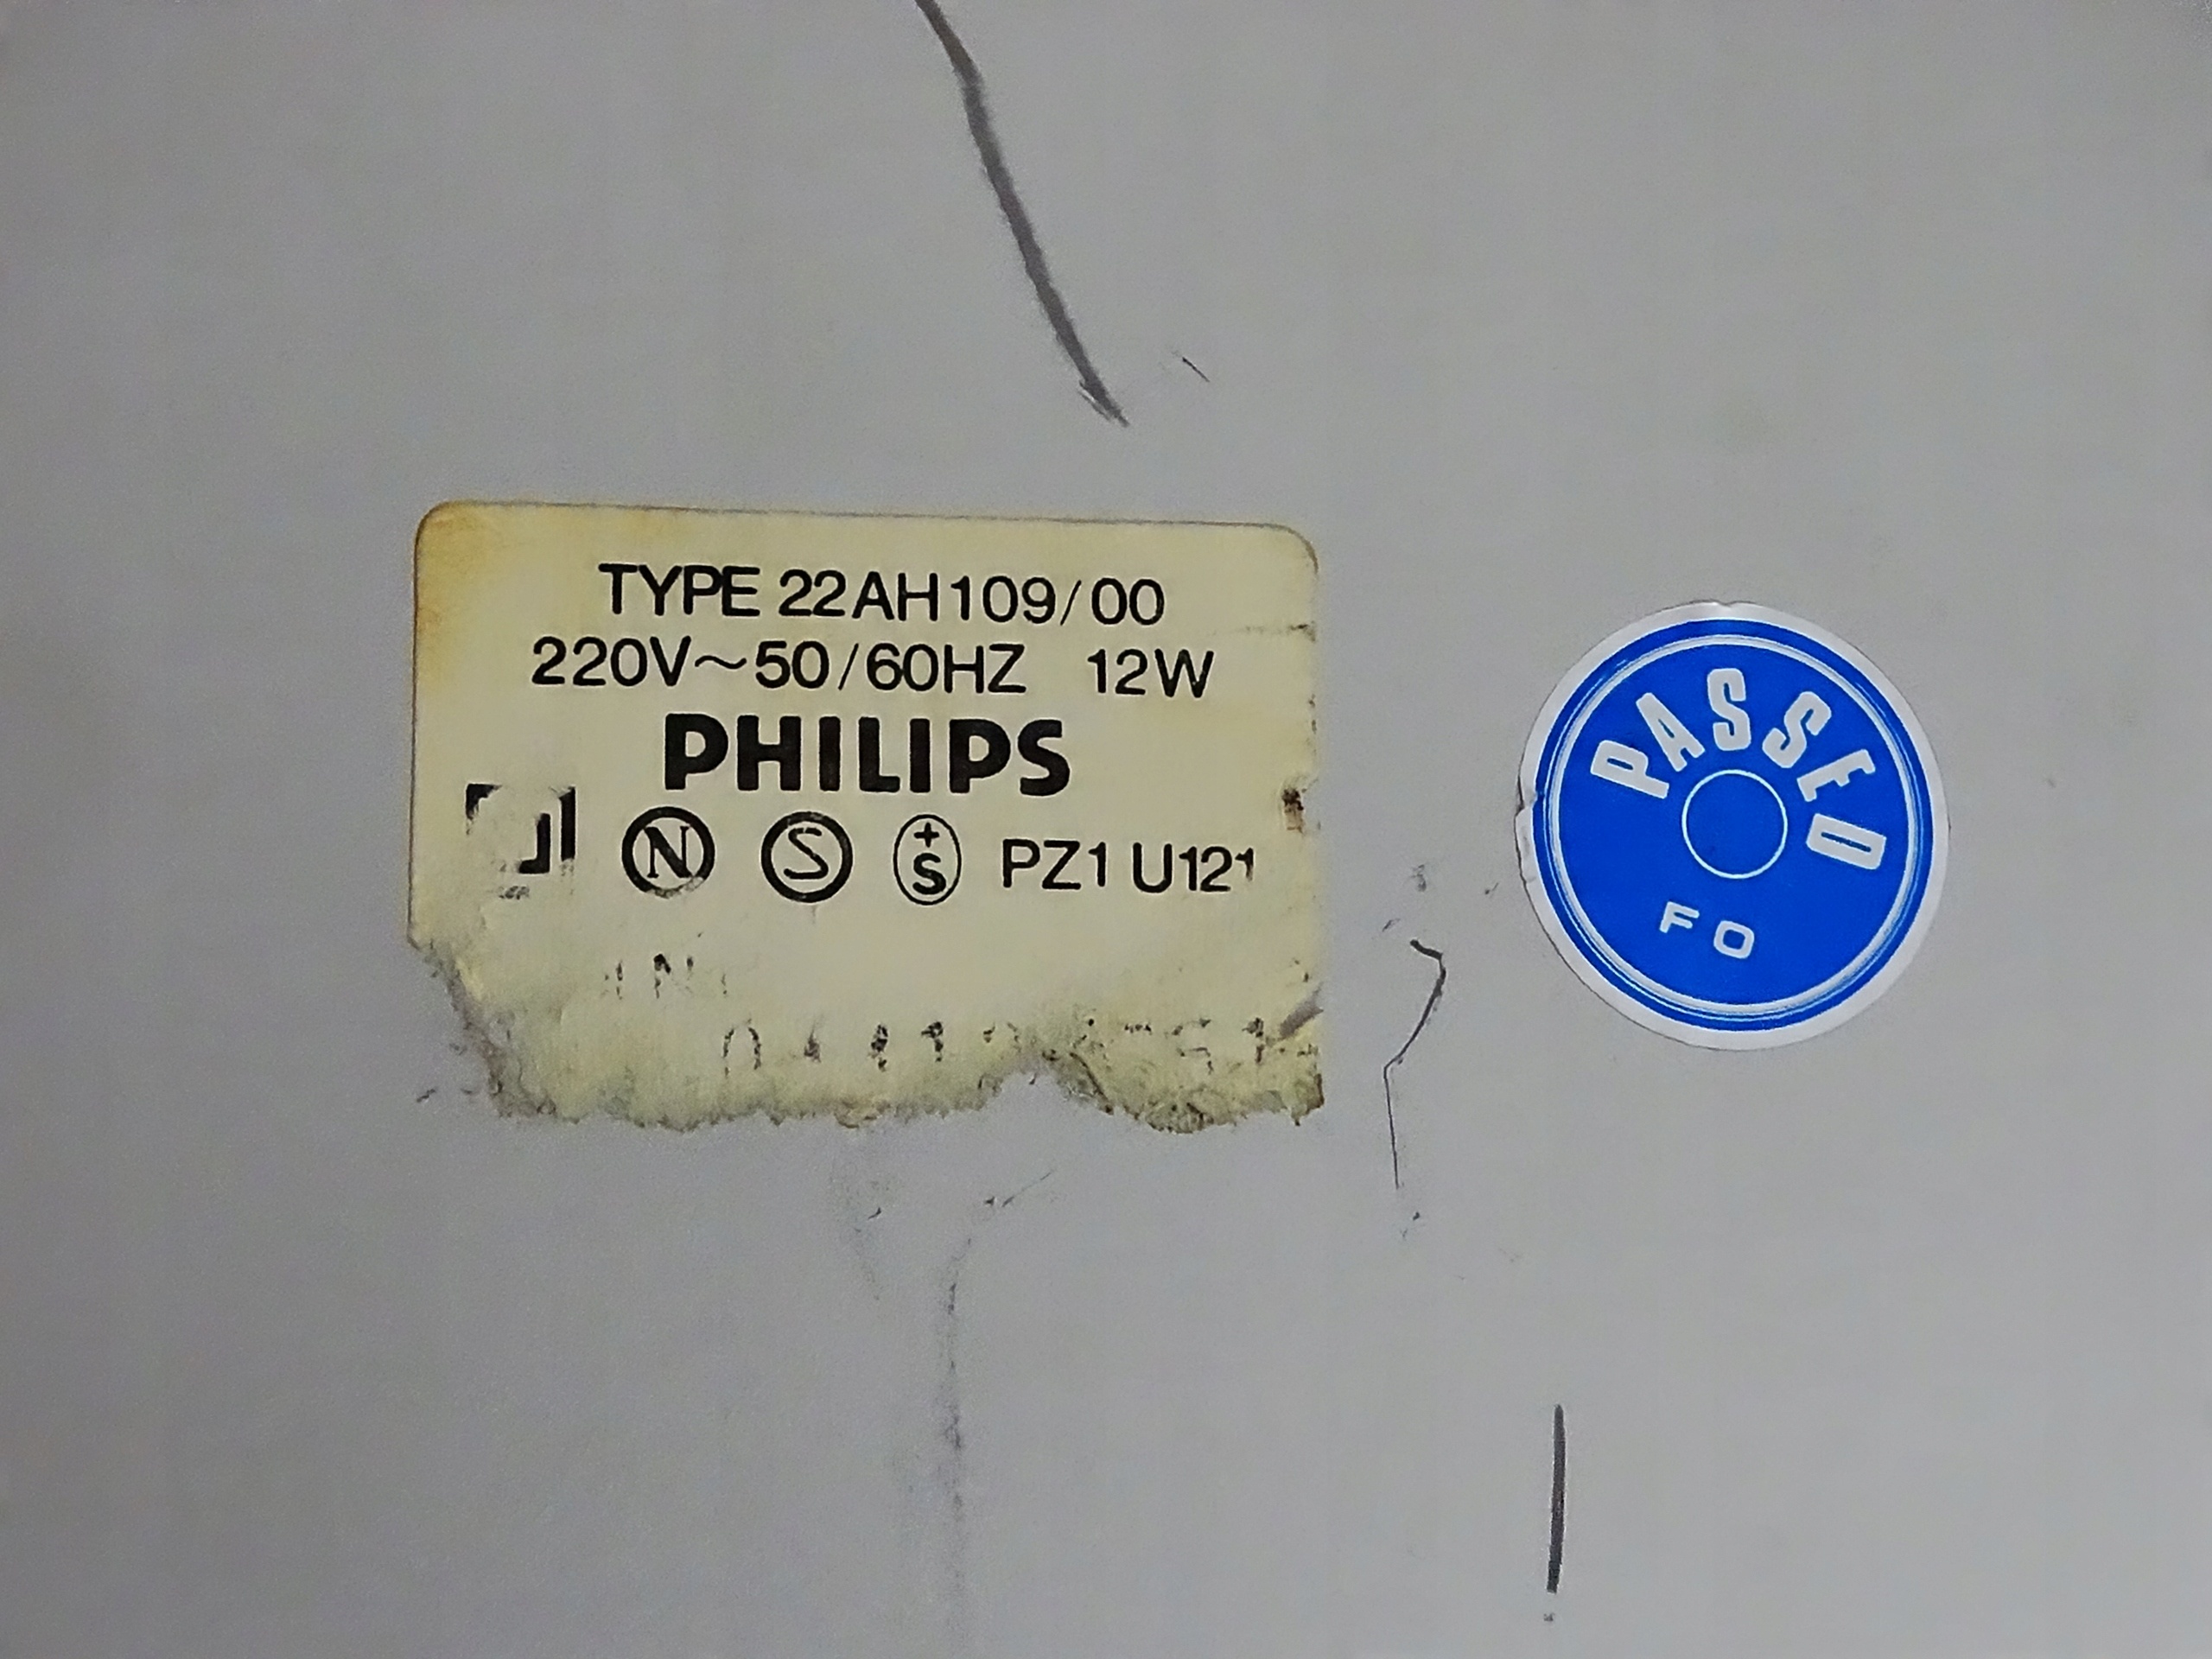 TYPE 22AH109/00
220V~50/60HZ 12W
PHILIPS
N S +S PZ1 U121
PASSED
FO